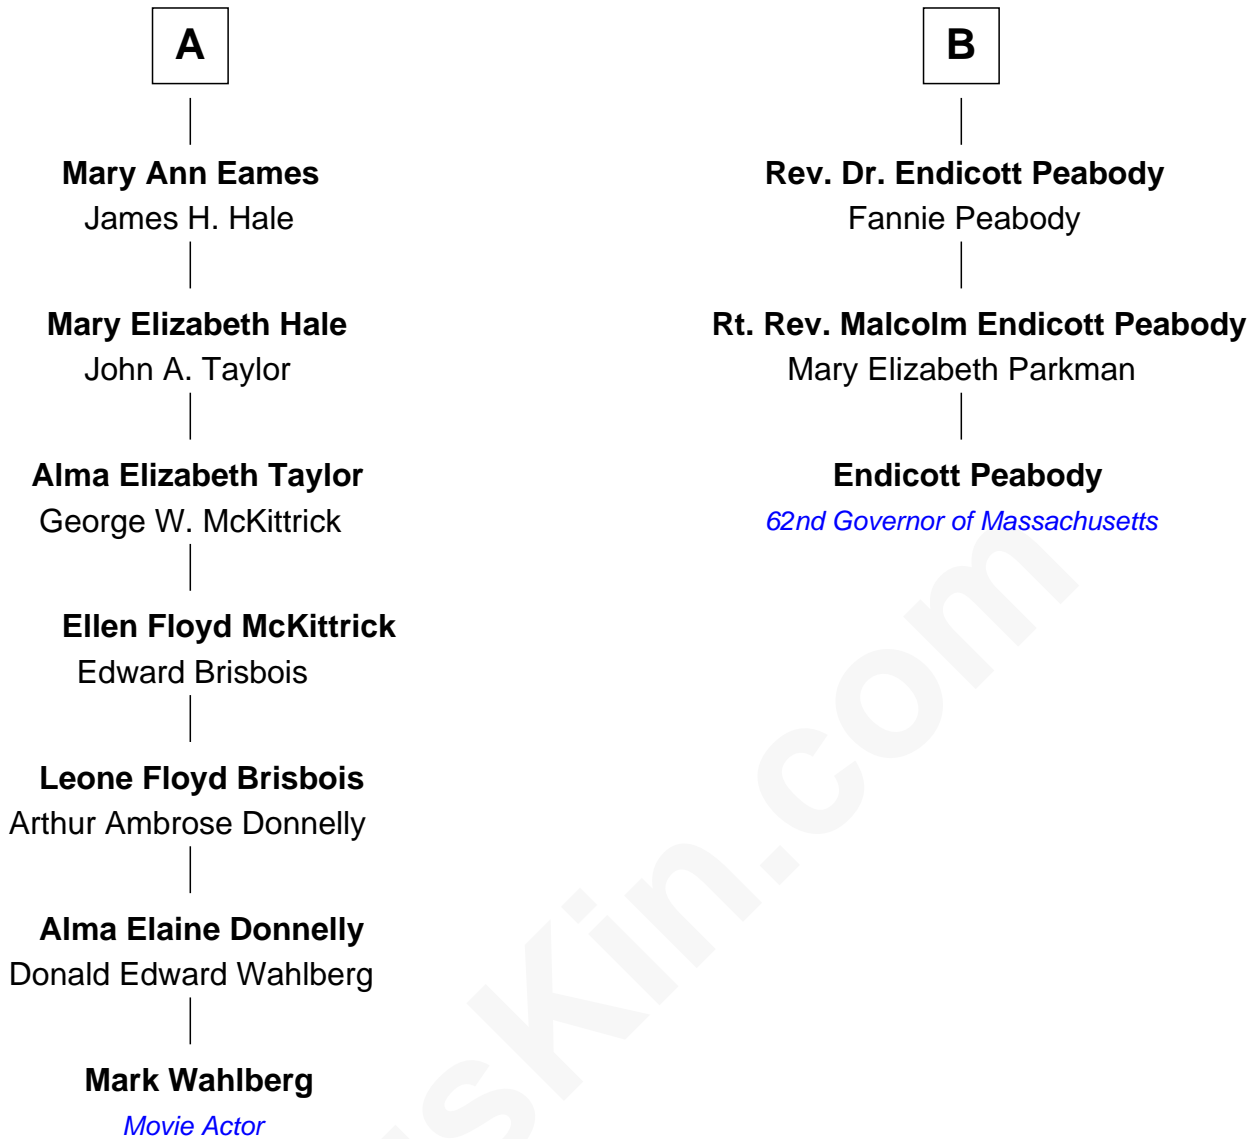 A
Mary Ann Eames
James H. Hale
Mary Elizabeth Hale
John A. Taylor
Alma Elizabeth Taylor
George W. McKittrick
Ellen Floyd McKittrick
Edward Brisbois
Leone Floyd Brisbois
Arthur Ambrose Donnelly
Alma Elaine Donnelly
Donald Edward Wahlberg
Mark Wahlberg
Movie Actor
B
Rev. Dr. Endicott Peabody
Fannie Peabody
Rt. Rev. Malcolm Endicott Peabody
Mary Elizabeth Parkman
Endicott Peabody
62nd Governor of Massachusetts
sKin.com